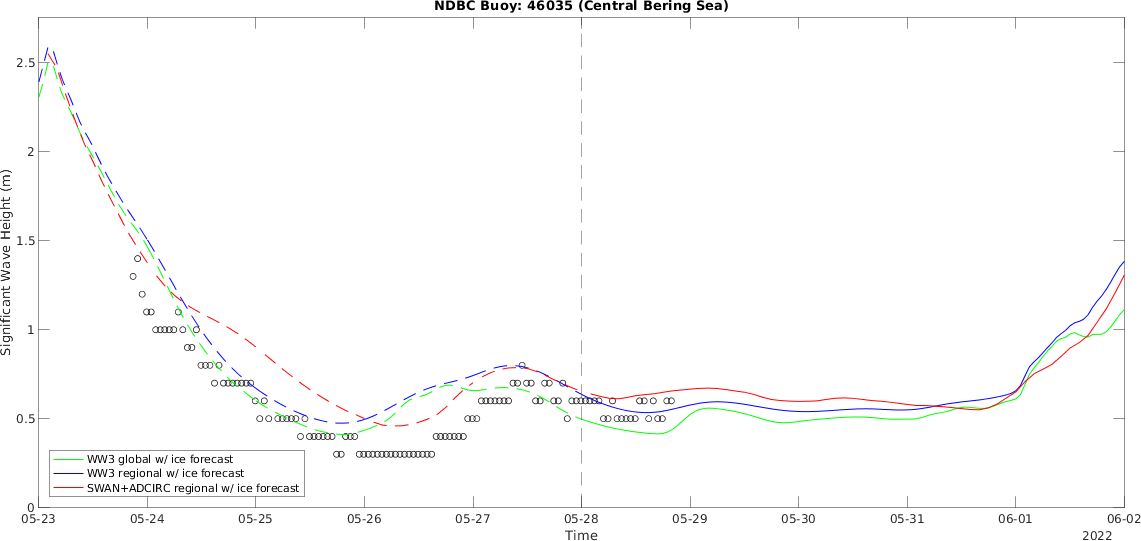 NDBC Buoy: 46035 (Central Bering Sea)
Significant Wave Height (m)
2.5
2
1.5
1
0.5
0
WW3 global w/ ice forecast
WW3 regional w/ ice forecast
SWAN+ADCIRC regional w/ ice forecast
05-23 05-24 05-25 05-26 05-27 05-28 05-29 05-30 05-31 06-01 06-02
Time
2022